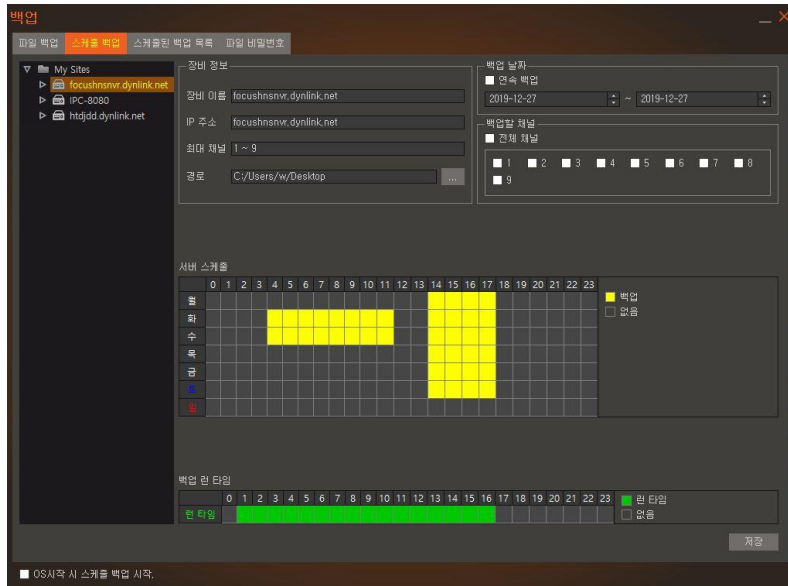 백업
파일 백업 스케줄 백업 스케줄된 백업 목록 파일 비밀번호
My Sites
focushnsnvr.dynlink.net
IPC-8080
htdjdd.dynlink.net
장비 정보
장비 이름 focushnsnvr.dynlink.net
IP 주소 focushnsnvr.dynlink.net
최대 채널 1 ~ 9
경로 C:/Users/w/Desktop ...
백업 날짜
연속 백업
2019-12-27 ~ 2019-12-27
백업할 채널
전체 채널
1 2 3 4 5 6 7 8
9
서버 스케줄
0 1 2 3 4 5 6 7 8 9 10 11 12 13 14 15 16 17 18 19 20 21 22 23
월
화
수
목
금
토
일
백업
없음
백업 런 타임
0 1 2 3 4 5 6 7 8 9 10 11 12 13 14 15 16 17 18 19 20 21 22 23
런 타임
런 타임
없음
저장
OS시작 시 스케줄 백업 시작.